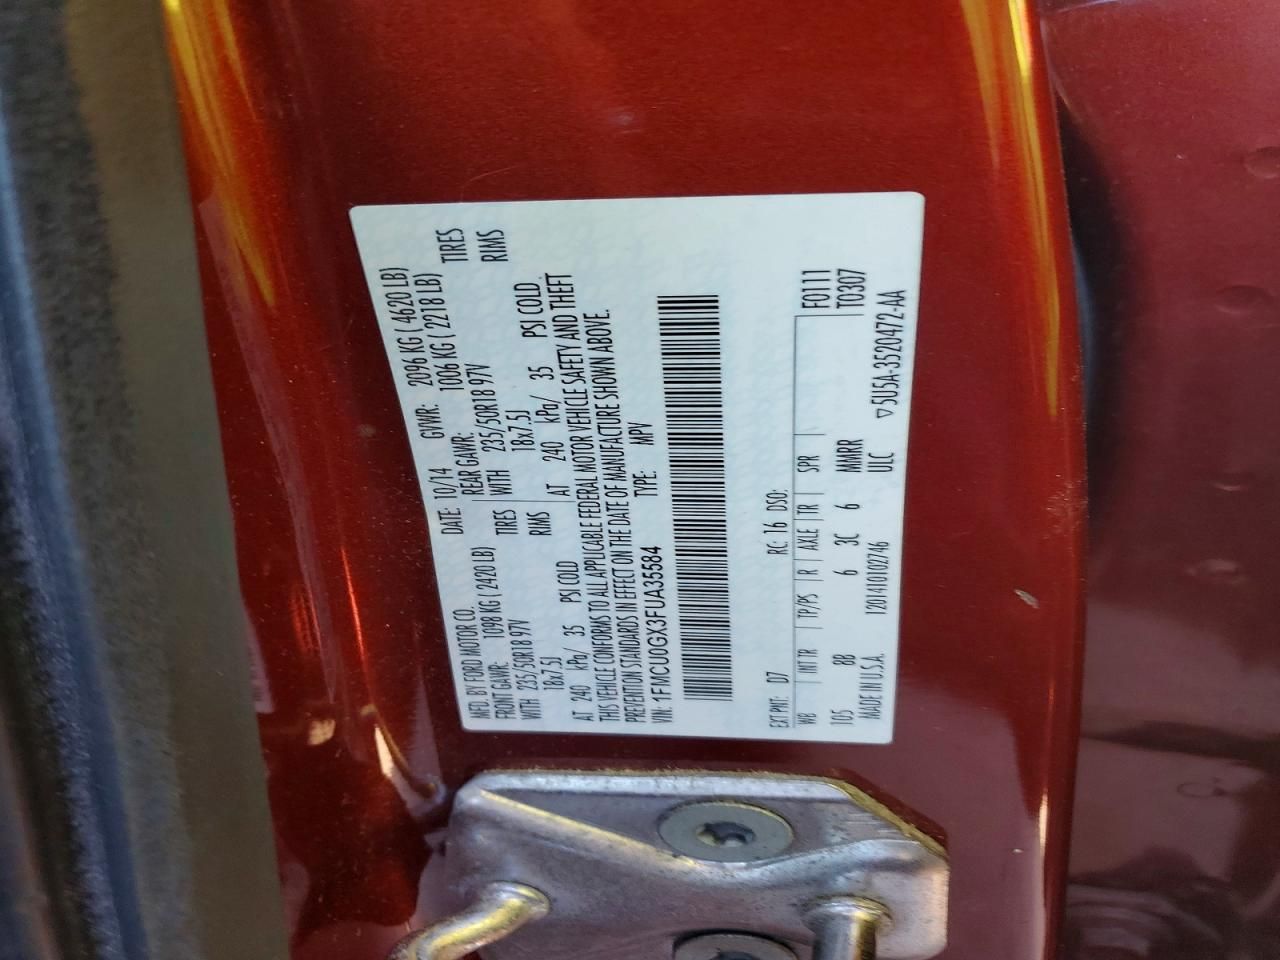 MFD. BY FORD MOTOR CO.
DATE: 10/14 GVWR: 2096 KG ( 4620 LB)
FRONT GAWR: 1098 KG ( 2420 LB) REAR GAWR: 1006 KG ( 2218 LB)
WITH 235/50R18 97V TIRES WITH 235/50R18 97V TIRES
18x7.5J RIMS 18x7.5J RIMS
AT 240 kPa/ 35 PSI COLD AT 240 kPa/ 35 PSI COLD
THIS VEHICLE CONFORMS TO ALL APPLICABLE FEDERAL MOTOR VEHICLE SAFETY AND THEFT
PREVENTION STANDARDS IN EFFECT ON THE DATE OF MANUFACTURE SHOWN ABOVE.
VIN: 1FMCU0GX3FUA35584 TYPE: MPV
EXT PNT: D7 RC: 16 DSO: F0111
WB INT TR TP/PS R AXLE TR SPR T0307
105 8B 6 3C 6 MMRR
MADE IN U.S.A. 1201410102746 ULC ▽5U5A-3520472-AA